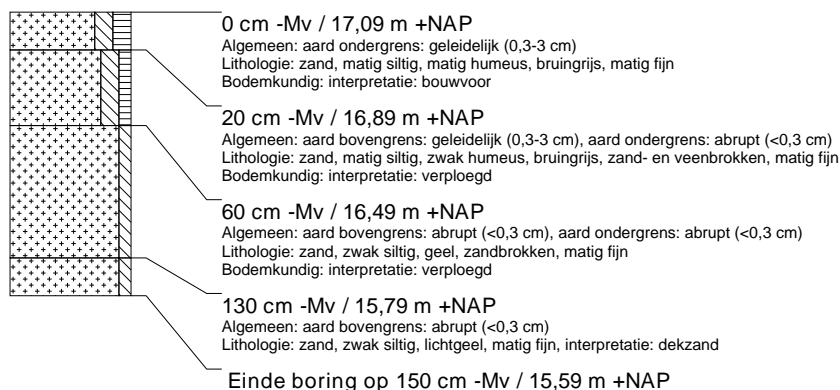 0 cm -Mv / 17,09 m +NAP
Algemeen: aard ondergrens: geleidelijk (0,3-3 cm)
Lithologie: zand, matig siltig, matig humeus, bruingrijs, matig fijn
Bodemkundig: interpretatie: bouwvoor
20 cm -Mv / 16,89 m +NAP
Algemeen: aard bovengrens: geleidelijk (0,3-3 cm), aard ondergrens: abrupt (<0,3 cm)
Lithologie: zand, matig siltig, zwak humeus, bruingrijs, zand- en veenbrokken, matig fijn
Bodemkundig: interpretatie: verploegd
60 cm -Mv / 16,49 m +NAP
Algemeen: aard bovengrens: abrupt (<0,3 cm), aard ondergrens: abrupt (<0,3 cm)
Lithologie: zand, zwak siltig, geel, zandbrokken, matig fijn
Bodemkundig: interpretatie: verploegd
130 cm -Mv / 15,79 m +NAP
Algemeen: aard bovengrens: abrupt (<0,3 cm)
Lithologie: zand, zwak siltig, lichtgeel, matig fijn, interpretatie: dekzand
Einde boring op 150 cm -Mv / 15,59 m +NAP